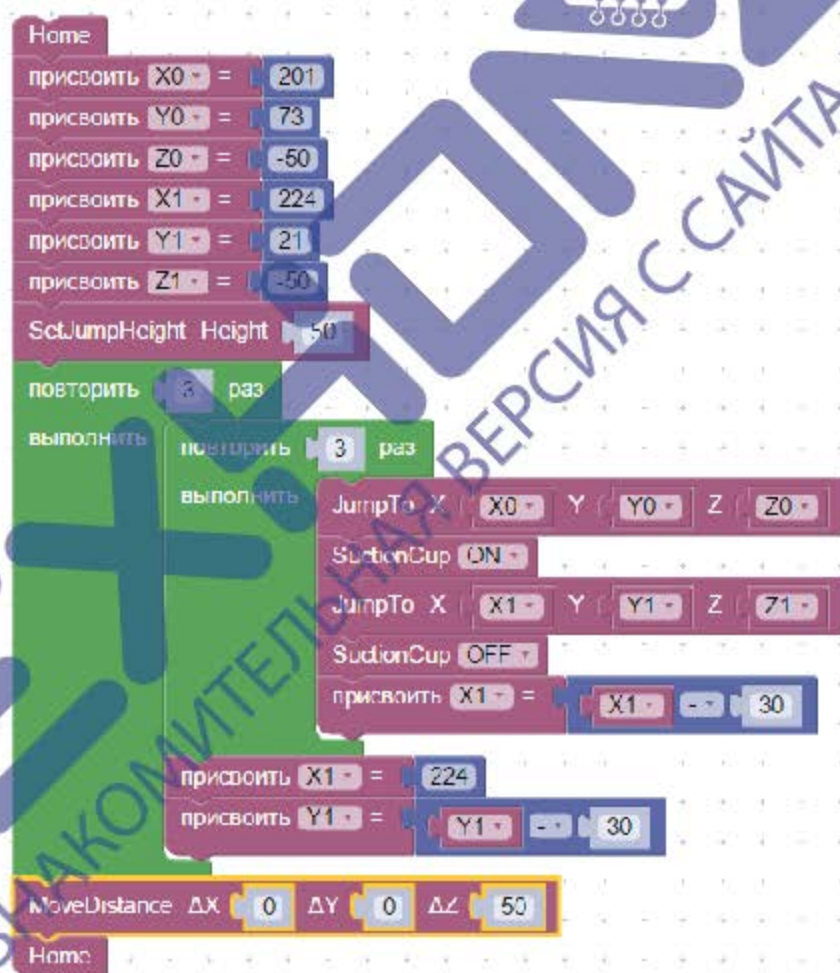 Home
присвоить X0 = 201
присвоить Y0 = 73
присвоить Z0 = -50
присвоить X1 = 224
присвоить Y1 = 21
присвоить Z1 = -50
SetJumpHeight Height 50
повторить 3 раз
выполнить повторить 3 раз
выполнить JumpTo X X0 Y Y0 Z Z0
SuctionCup ON
JumpTo X X1 Y Y1 Z Z1
SuctionCup OFF
присвоить X1 = X1 - 30
присвоить X1 = 224
присвоить Y1 = Y1 - 30
MoveDistance ΔX 0 ΔY 0 ΔZ 50
Home
ВЕРСИЯ С САЙТА